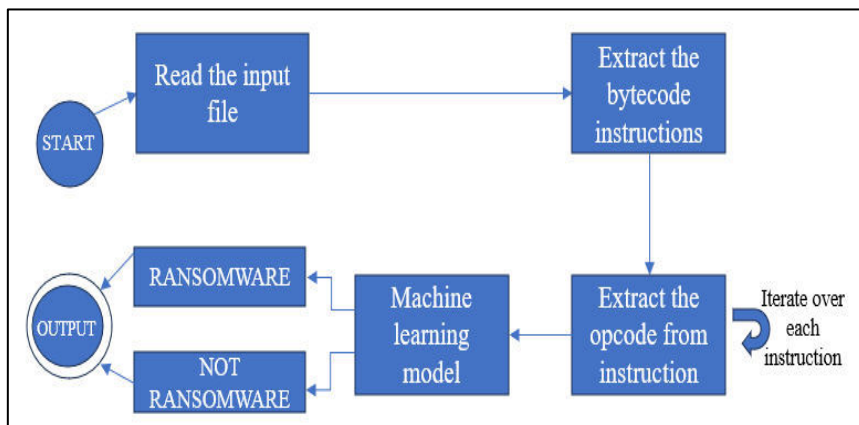 START
Read the input
file
Extract the
bytecode
instructions
Extract the
opcode from
instruction
Iterate over
each
instruction
Machine
learning
model
RANSOMWARE
NOT
RANSOMWARE
OUTPUT